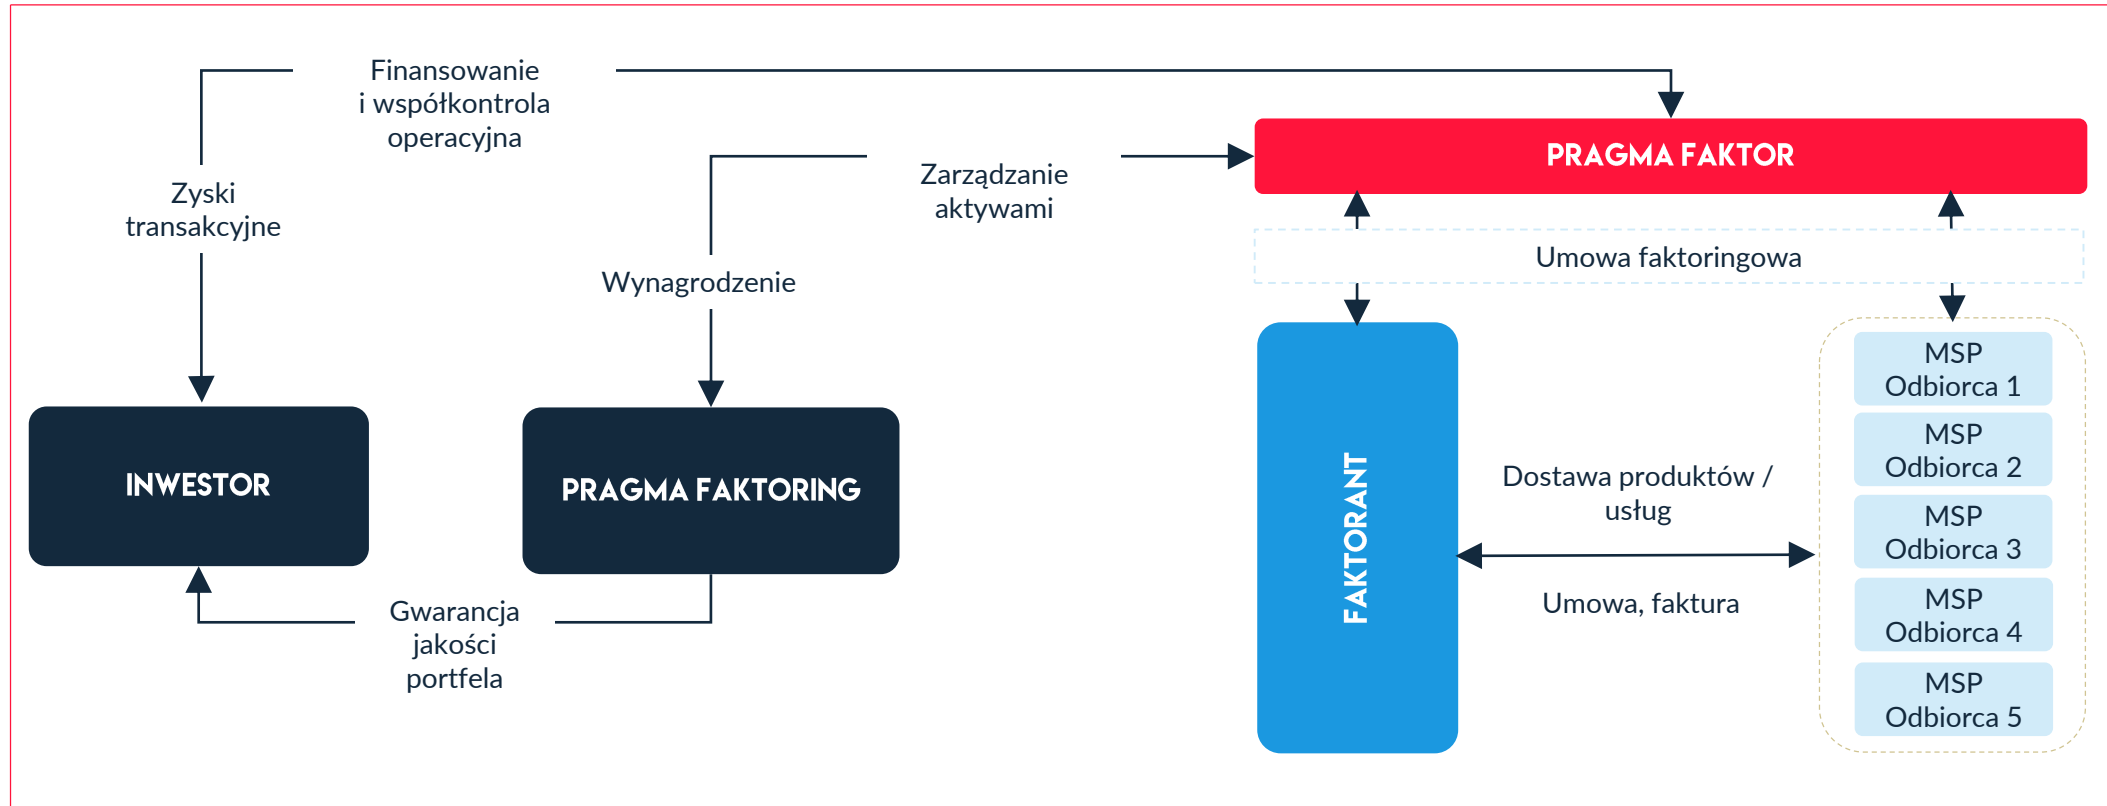 Finansowanie
i współkontrola
operacyjna
PRAGMA FAKTOR
Zarządzanie
aktywami
Zyski
transakcyjne
Umowa faktoringowa
Wynagrodzenie
INWESTOR
PRAGMA FAKTORING
FAKTORANT
Dostawa produktów /
usług
Umowa, faktura
MSP
Odbiorca 1
MSP
Odbiorca 2
MSP
Odbiorca 3
MSP
Odbiorca 4
MSP
Odbiorca 5
Gwarancja
jakości
portfela